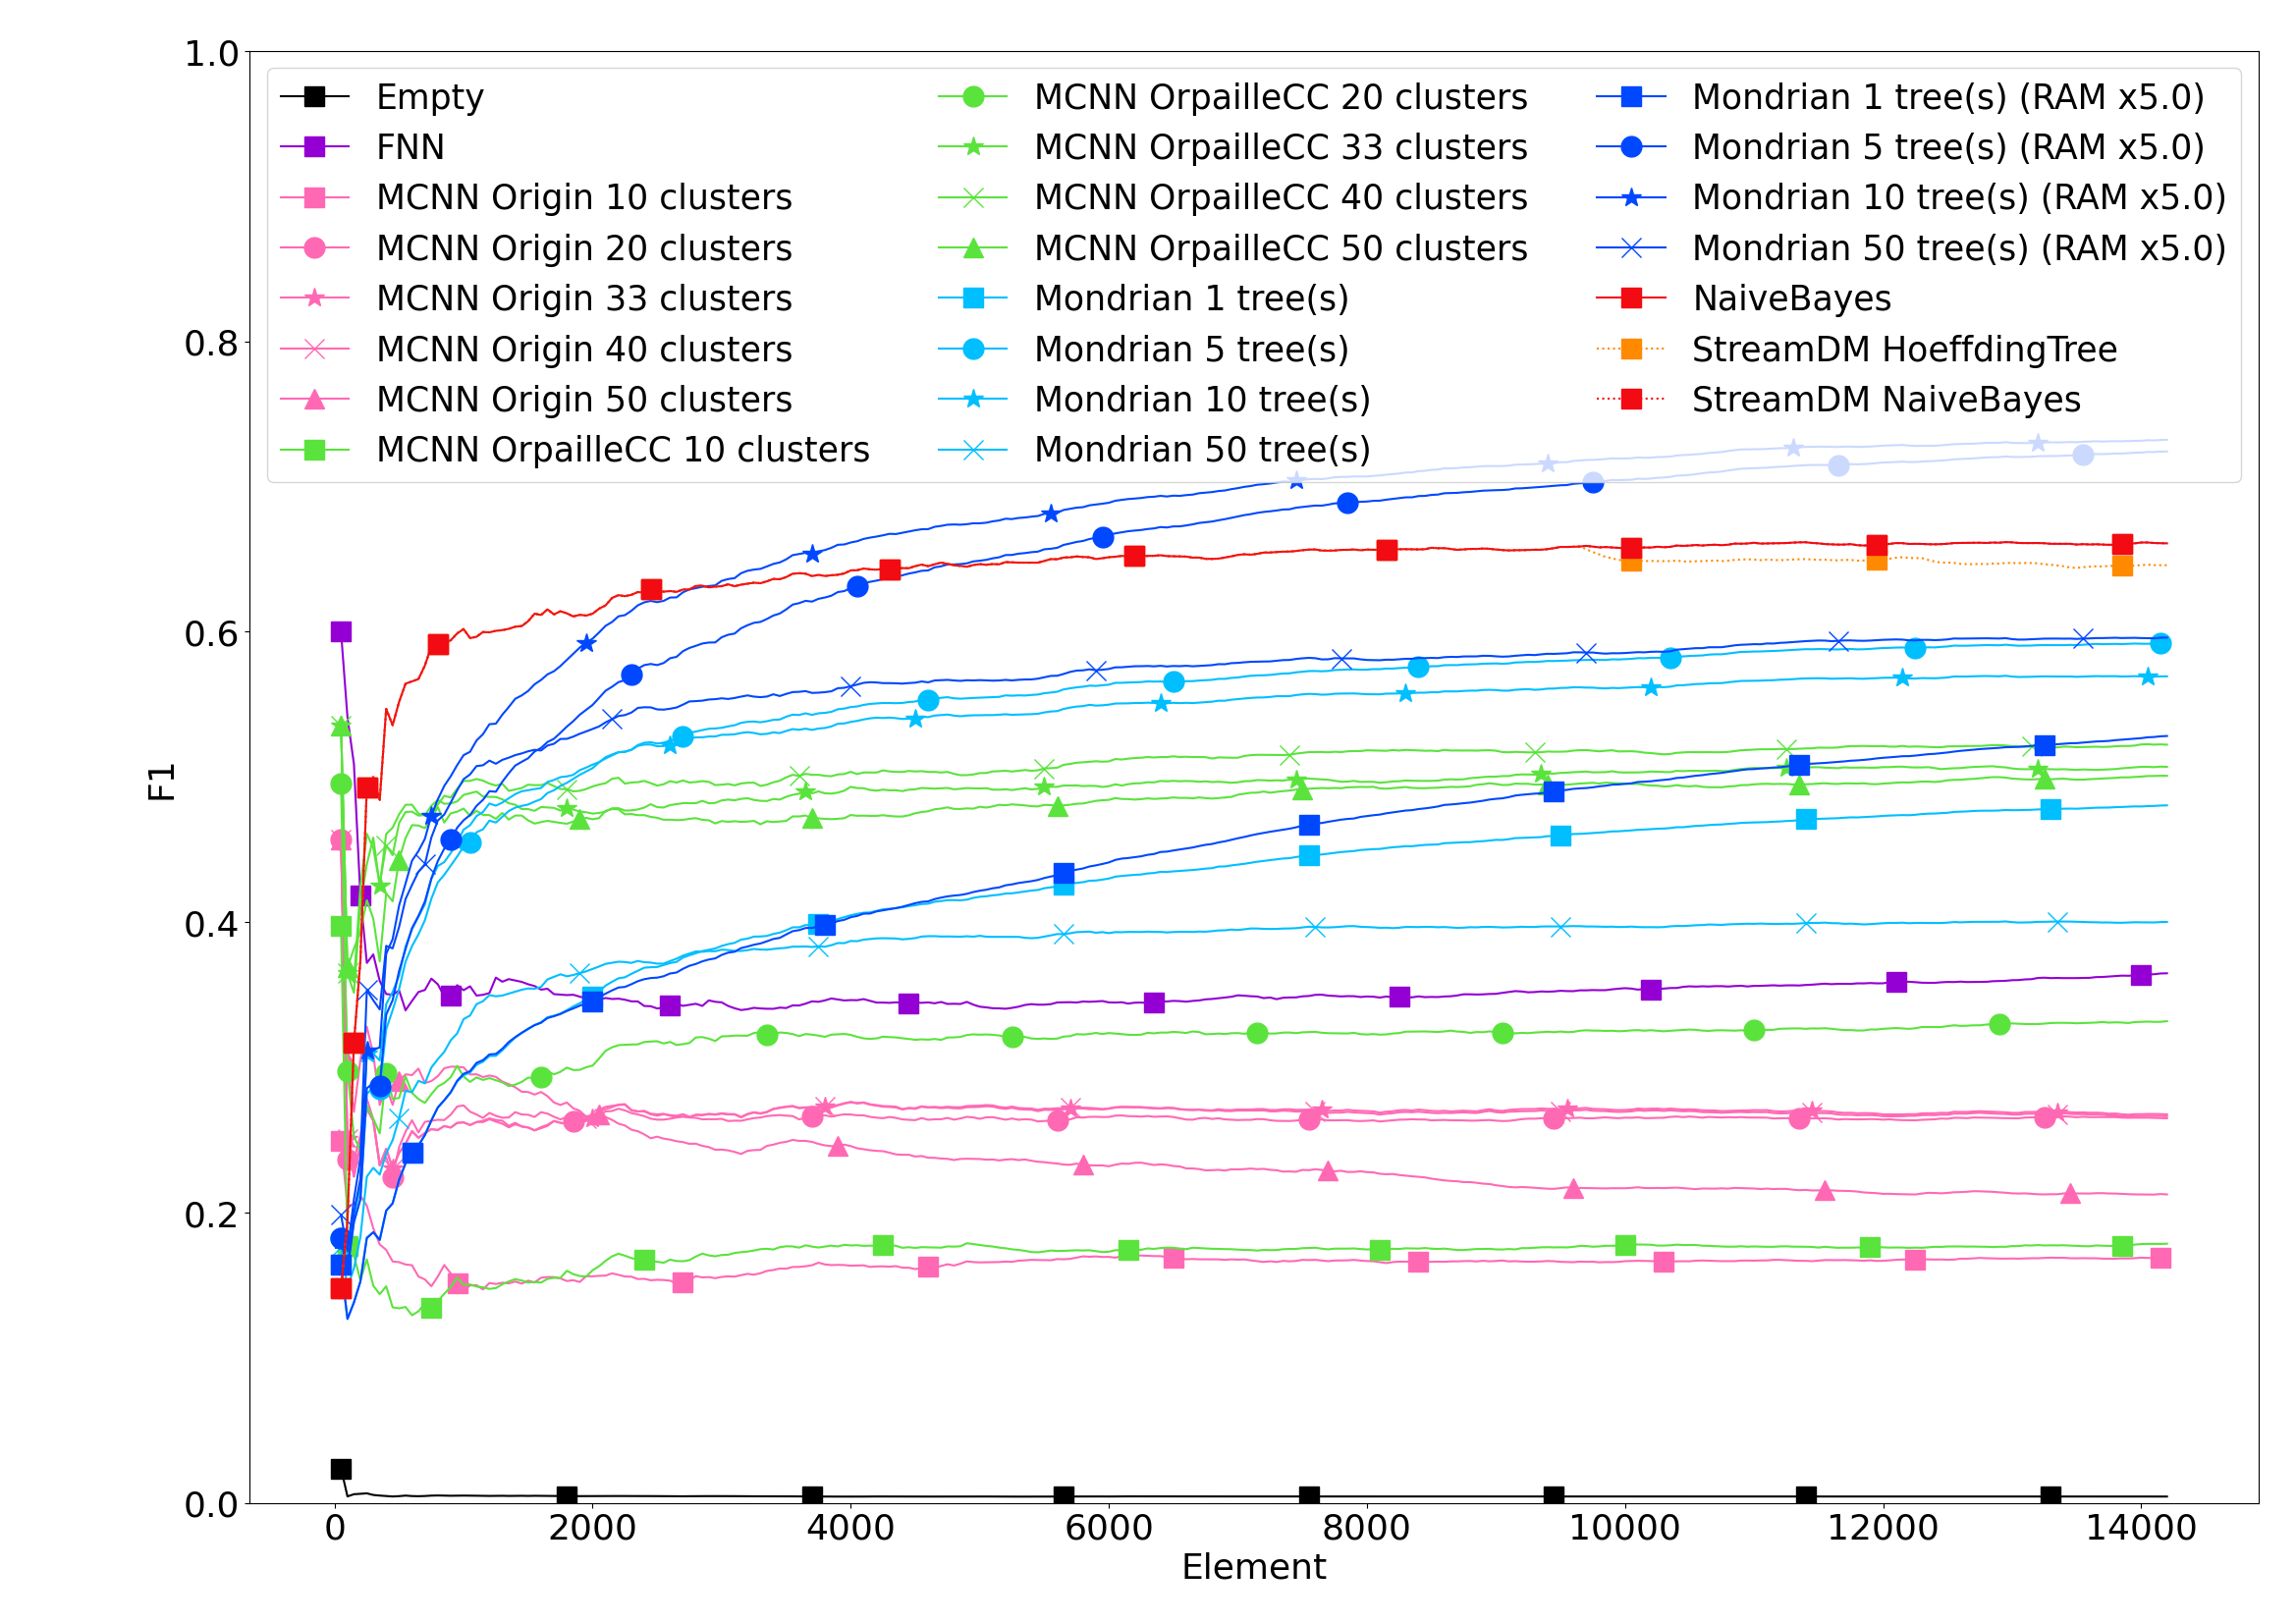 1.0
0.8
0.6
0.4
0.2
0.0
F1
Empty
FNN
MCNN Origin 10 clusters
MCNN Origin 20 clusters
MCNN Origin 33 clusters
MCNN Origin 40 clusters
MCNN Origin 50 clusters
MCNN OrpailleCC 10 clusters
MCNN OrpailleCC 20 clusters
MCNN OrpailleCC 33 clusters
MCNN OrpailleCC 40 clusters
MCNN OrpailleCC 50 clusters
Mondrian 1 tree(s)
Mondrian 5 tree(s)
Mondrian 10 tree(s)
Mondrian 50 tree(s)
Mondrian 1 tree(s) (RAM x5.0)
Mondrian 5 tree(s) (RAM x5.0)
Mondrian 10 tree(s) (RAM x5.0)
Mondrian 50 tree(s) (RAM x5.0)
NaiveBayes
StreamDM HoeffdingTree
StreamDM NaiveBayes
0 2000 4000 6000 8000 10000 12000 14000
Element